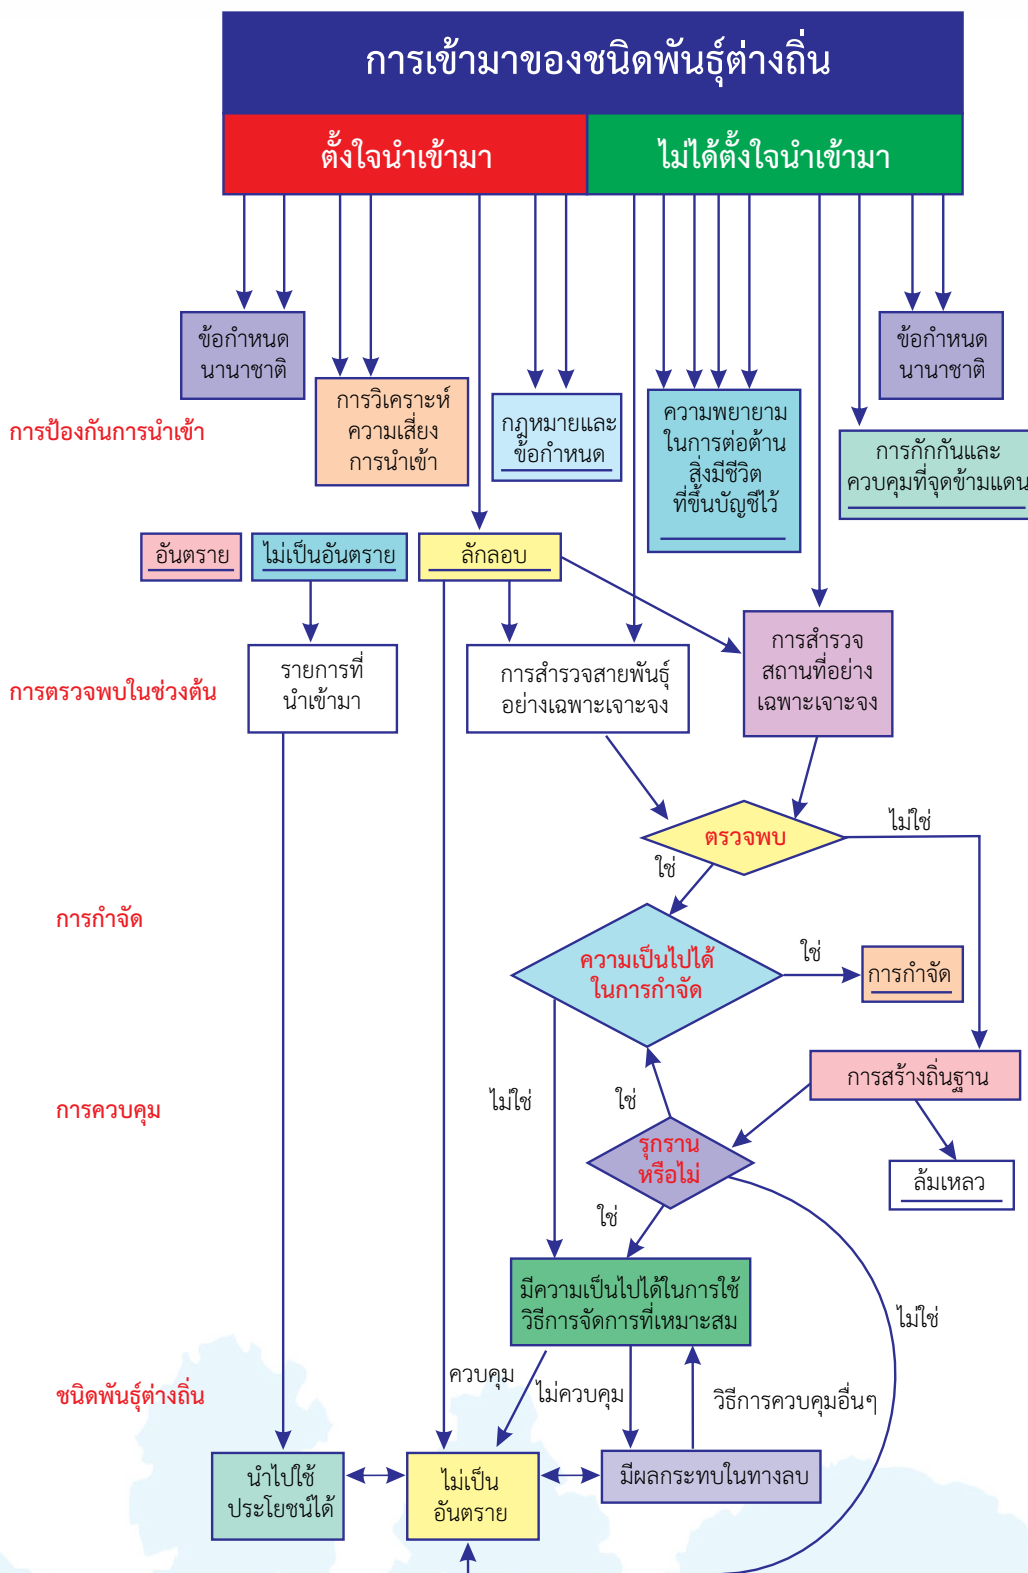 การเข้ามาของชนิดพันธุ์ต่างถิ่น
ตั้งใจนำเข้ามา
ไม่ได้ตั้งใจนำเข้ามา
ข้อกำหนด
นานาชาติ
การวิเคราะห์
ความเสี่ยง
การนำเข้า
กฎหมายและ
ข้อกำหนด
ความพยายาม
ในการต่อต้าน
สิ่งมีชีวิต
ที่ขึ้นบัญชีไว้
ข้อกำหนด
นานาชาติ
การกักกันและ
ควบคุมที่จุดข้ามแดน
การป้องกันการนำเข้า
อันตราย
ไม่เป็นอันตราย
ลักลอบ
การตรวจพบในช่วงต้น
รายการที่
นำเข้ามา
การสำรวจสายพันธุ์
อย่างเฉพาะเจาะจง
การสำรวจ
สถานที่อย่าง
เฉพาะเจาะจง
ตรวจพบ
ไม่ใช่
ใช่
การกำจัด
ความเป็นไปได้
ในการกำจัด
ใช่
การกำจัด
การควบคุม
ไม่ใช่
ใช่
การสร้างถิ่นฐาน
รุกราน
หรือไม่
ล้มเหลว
ใช่
มีความเป็นไปได้ในการใช้
วิธีการจัดการที่เหมาะสม
ไม่ใช่
ชนิดพันธุ์ต่างถิ่น
ควบคุม
ไม่ควบคุม
วิธีการควบคุมอื่นๆ
นำไปใช้
ประโยชน์ได้
ไม่เป็น
อันตราย
มีผลกระทบในทางลบ